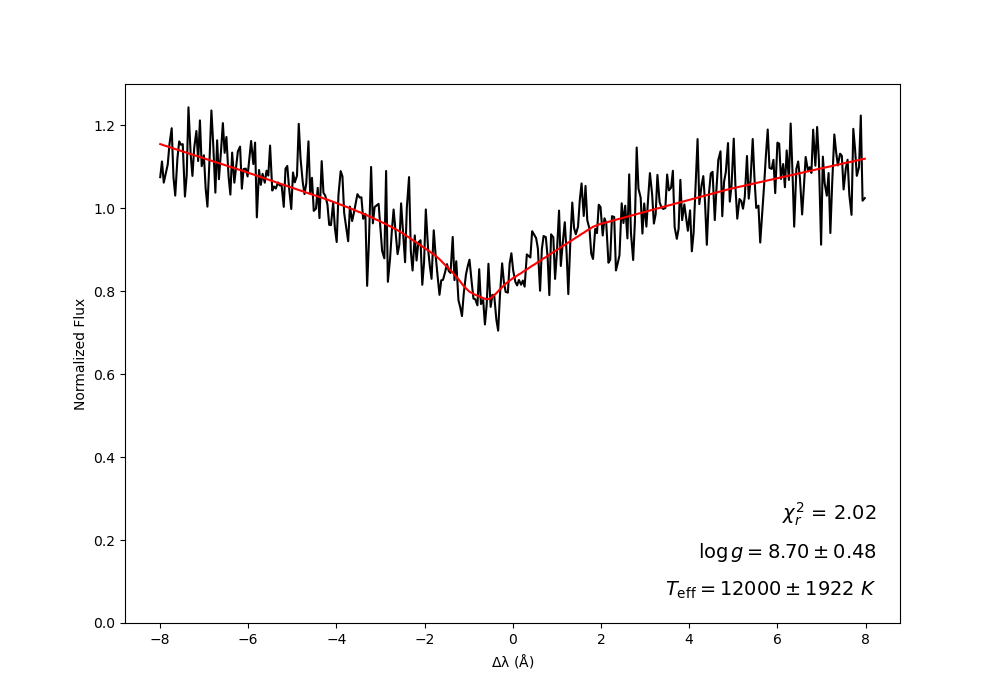 1.2
1.0
0.8
0.6
0.4
0.2
0.0
Normalized Flux
χ²ᵣ = 2.02
log g = 8.70 ± 0.48
T_eff = 12000 ± 1922 K
−8 −6 −4 −2 0 2 4 6 8
Δλ (Å)